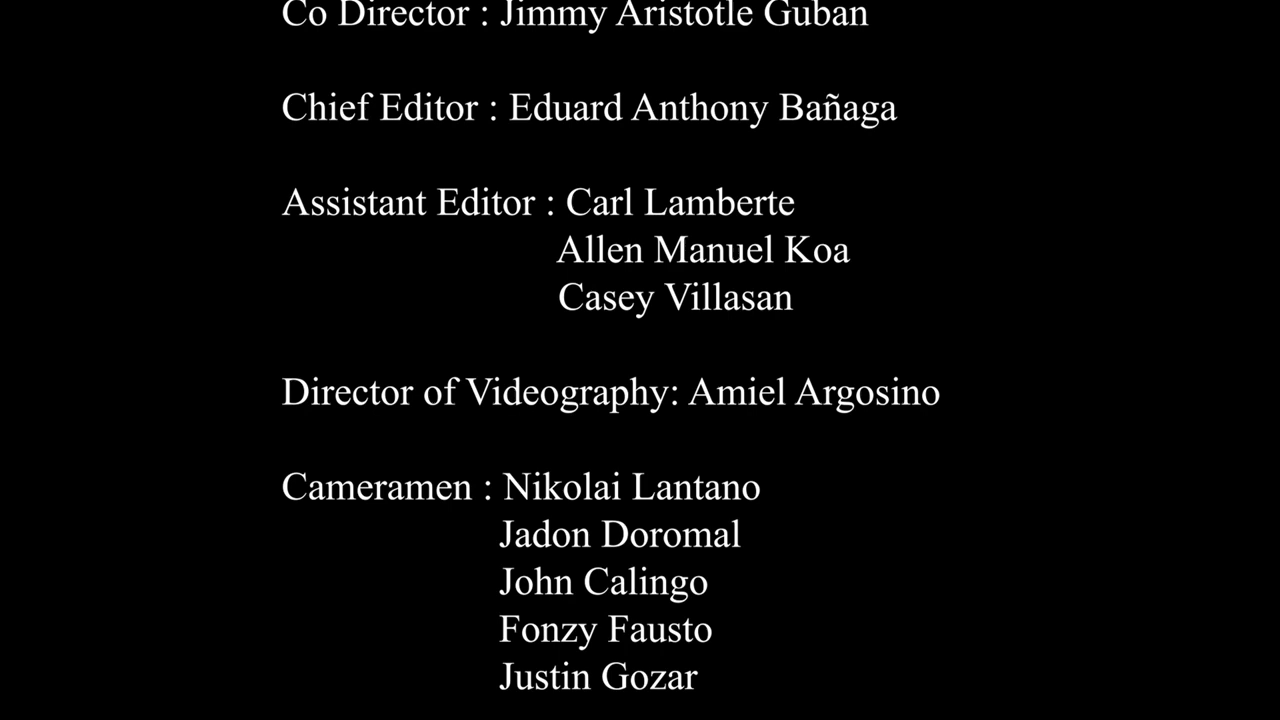 Co Director : Jimmy Aristotle Guban
Chief Editor : Eduard Anthony Bañaga
Assistant Editor : Carl Lamberte
Allen Manuel Koa
Casey Villasan
Director of Videography: Amiel Argosino
Cameramen : Nikolai Lantano
Jadon Doromal
John Calingo
Fonzy Fausto
Justin Gozar